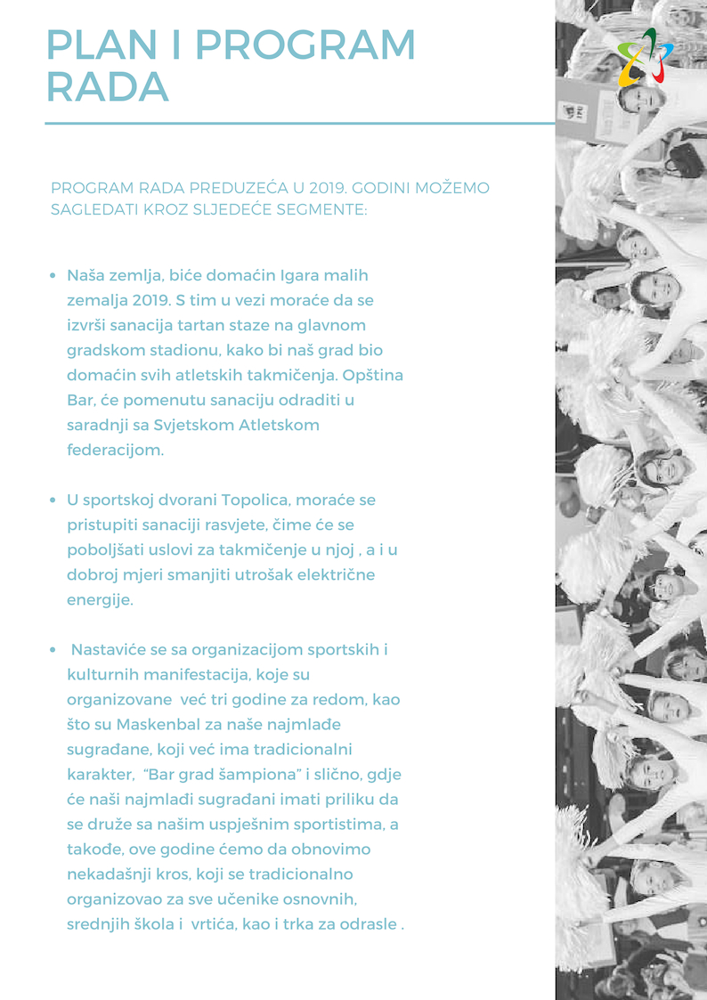 PLAN I PROGRAM
RADA
PROGRAM RADA PREDUZEĆA U 2019. GODINI MOŽEMO
SAGLEDATI KROZ SLJEDEĆE SEGMENTE:
• Naša zemlja, biće domaćin Igara malih
zemalja 2019. S tim u vezi moraće da se
izvrši sanacija tartan staze na glavnom
gradskom stadionu, kako bi naš grad bio
domaćin svih atletskih takmičenja. Opština
Bar, će pomenutu sanaciju odraditi u
saradnji sa Svjetskom Atletskom
federacijom.
• U sportskoj dvorani Topolica, moraće se
pristupiti sanaciji rasvjete, čime će se
poboljšati uslovi za takmičenje u njoj , a i u
dobroj mjeri smanjiti utrošak električne
energije.
• Nastaviće se sa organizacijom sportskih i
kulturnih manifestacija, koje su
organizovane  već tri godine za redom, kao
što su Maskenbal za naše najmlađe
sugrađane, koji već ima tradicionalni
karakter,  “Bar grad šampiona” i slično, gdje
će naši najmlađi sugrađani imati priliku da
se druže sa našim uspješnim sportistima, a
takođe, ove godine ćemo da obnovimo
nekadašnji kros, koji se tradicionalno
organizovao za sve učenike osnovnih,
srednjih škola i  vrtića, kao i trka za odrasle .